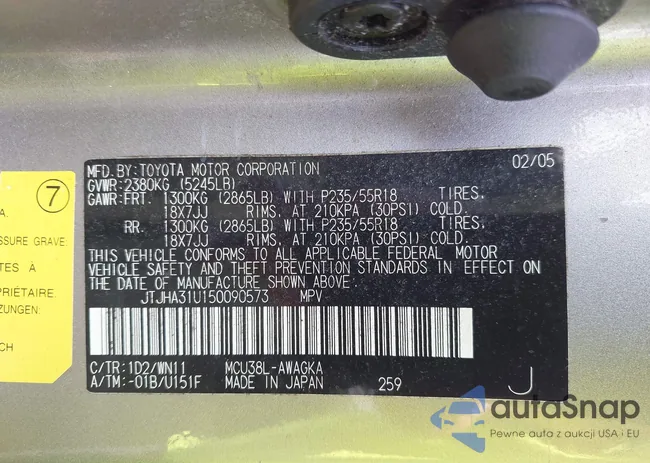 7
A.
SSURE GRAVE:
TES À
PRIÉTAIRE.
ZUNGEN:
CH
MFD. BY: TOYOTA MOTOR CORPORATION 02/05
GVWR: 2380KG (5245LB)
GAWR: FRT. 1300KG (2865LB) WITH P235/55R18 TIRES.
18X7JJ RIMS. AT 210KPA (30PSI) COLD.
RR. 1300KG (2865LB) WITH P235/55R18 TIRES.
18X7JJ RIMS. AT 210KPA (30PSI) COLD.
THIS VEHICLE CONFORMS TO ALL APPLICABLE FEDERAL MOTOR
VEHICLE SAFETY AND THEFT PREVENTION STANDARDS IN EFFECT ON
THE DATE OF MANUFACTURE SHOWN ABOVE.
JTJHA31U150090573 MPV
C/TR: 1D2/WN11 MCU38L-AWAGKA
A/TM: -01B/U151F MADE IN JAPAN 259 J
autoSnap
Pewne auta z aukcji USA i EU